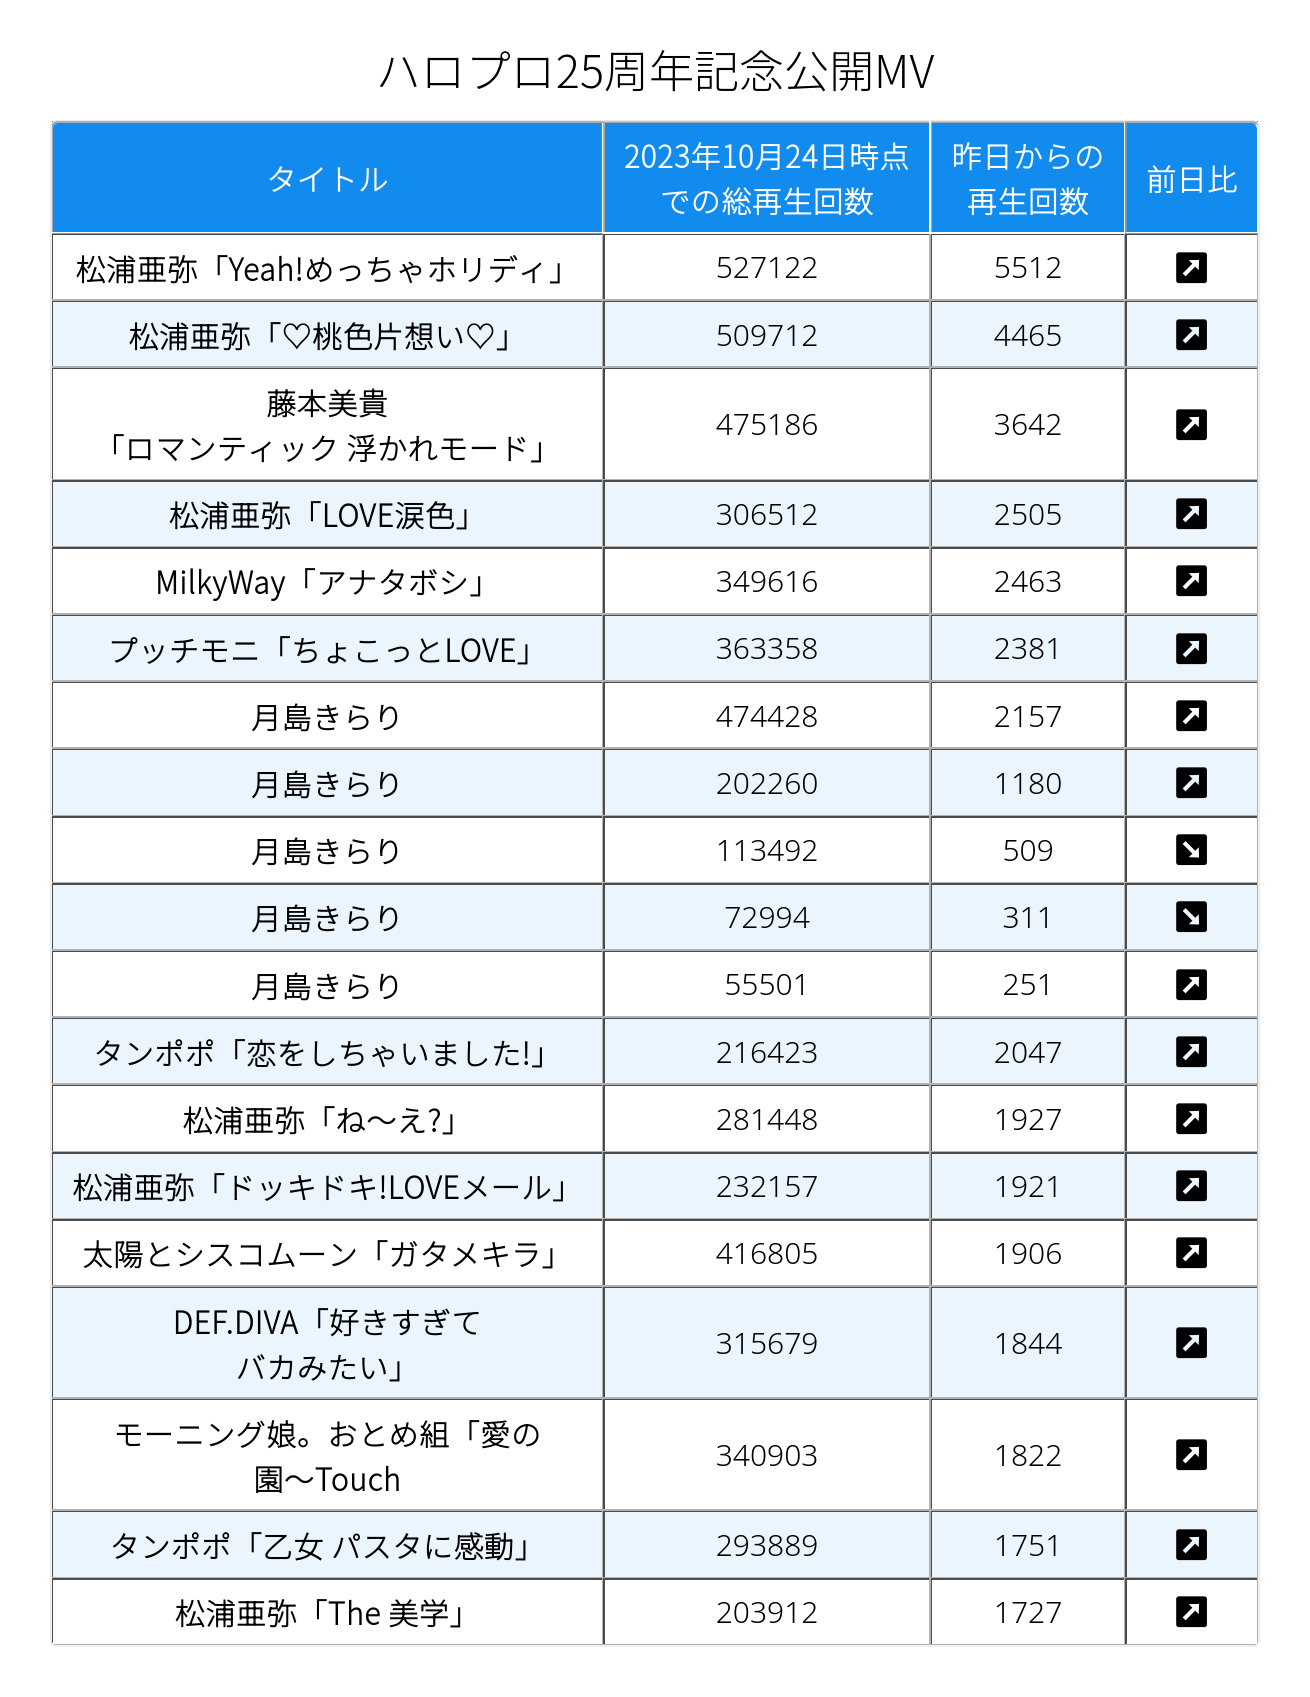 ハロプロ25周年記念公開MV
タイトル
2023年10月24日時点
での総再生回数
昨日からの
再生回数
前日比
松浦亜弥「Yeah!めっちゃホリディ」 527122 5512 ↗
松浦亜弥「♡桃色片想い♡」 509712 4465 ↗
藤本美貴
「ロマンティック 浮かれモード」 475186 3642 ↗
松浦亜弥「LOVE涙色」 306512 2505 ↗
MilkyWay「アナタボシ」 349616 2463 ↗
プッチモニ「ちょこっとLOVE」 363358 2381 ↗
月島きらり 474428 2157 ↗
月島きらり 202260 1180 ↗
月島きらり 113492 509 ↘
月島きらり 72994 311 ↘
月島きらり 55501 251 ↗
タンポポ「恋をしちゃいました!」 216423 2047 ↗
松浦亜弥「ね〜え?」 281448 1927 ↗
松浦亜弥「ドッキドキ!LOVEメール」 232157 1921 ↗
太陽とシスコムーン「ガタメキラ」 416805 1906 ↗
DEF.DIVA「好きすぎて
バカみたい」 315679 1844 ↗
モーニング娘。おとめ組「愛の
園〜Touch 340903 1822 ↗
タンポポ「乙女 パスタに感動」 293889 1751 ↗
松浦亜弥「The 美学」 203912 1727 ↗